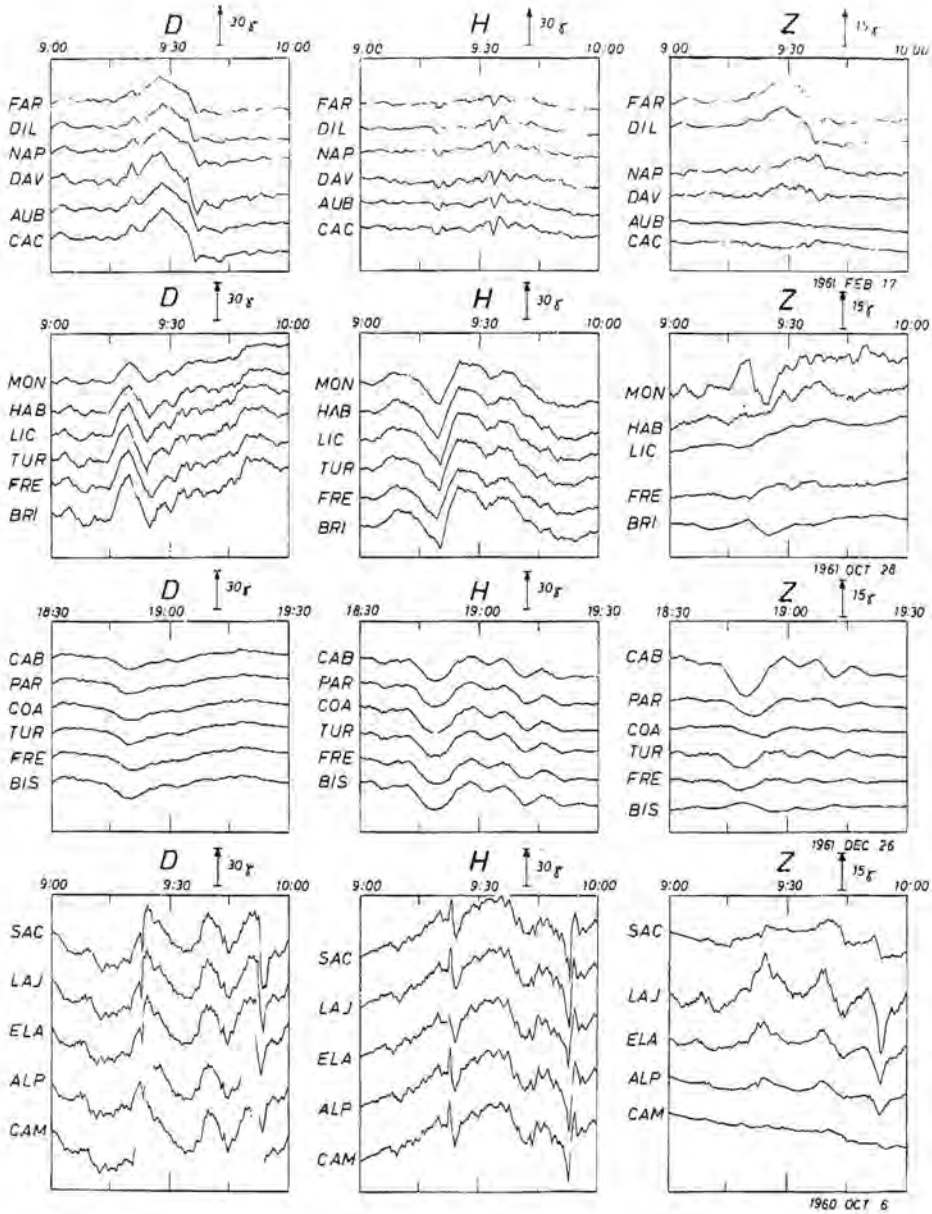 D 30 γ H 30 γ Z 15 γ
9:00 9:30 10:00 9:00 9:30 10:00 9:00 9:30 10:00
FAR FAR FAR
DIL DIL DIL
NAP NAP NAP
DAV DAV DAV
AUB AUB AUB
CAC CAC CAC
1961 FEB 17
D 30 γ H 30 γ Z 15 γ
9:00 9:30 10:00 9:00 9:30 10:00 9:00 9:30 10:00
MON MON MON
HAB HAB HAB
LIC LIC LIC
TUR TUR
FRE FRE FRE
BRI BRI BRI
1961 OCT 26
D 30 γ H 30 γ Z 15 γ
18:30 19:00 19:30 18:30 19:00 19:30 18:30 19:00 19:30
CAB CAB CAB
PAR PAR PAR
COA COA COA
TUR TUR TUR
FRE FRE FRE
BIS BIS BIS
1961 DEC 26
D 30 γ H 30 γ Z 15 γ
9:00 9:30 10:00 9:00 9:30 10:00 9:00 9:30 10:00
SAC SAC SAC
LAJ LAJ LAJ
ELA ELA ELA
ALP ALP ALP
CAM CAM CAM
1960 OCT 6